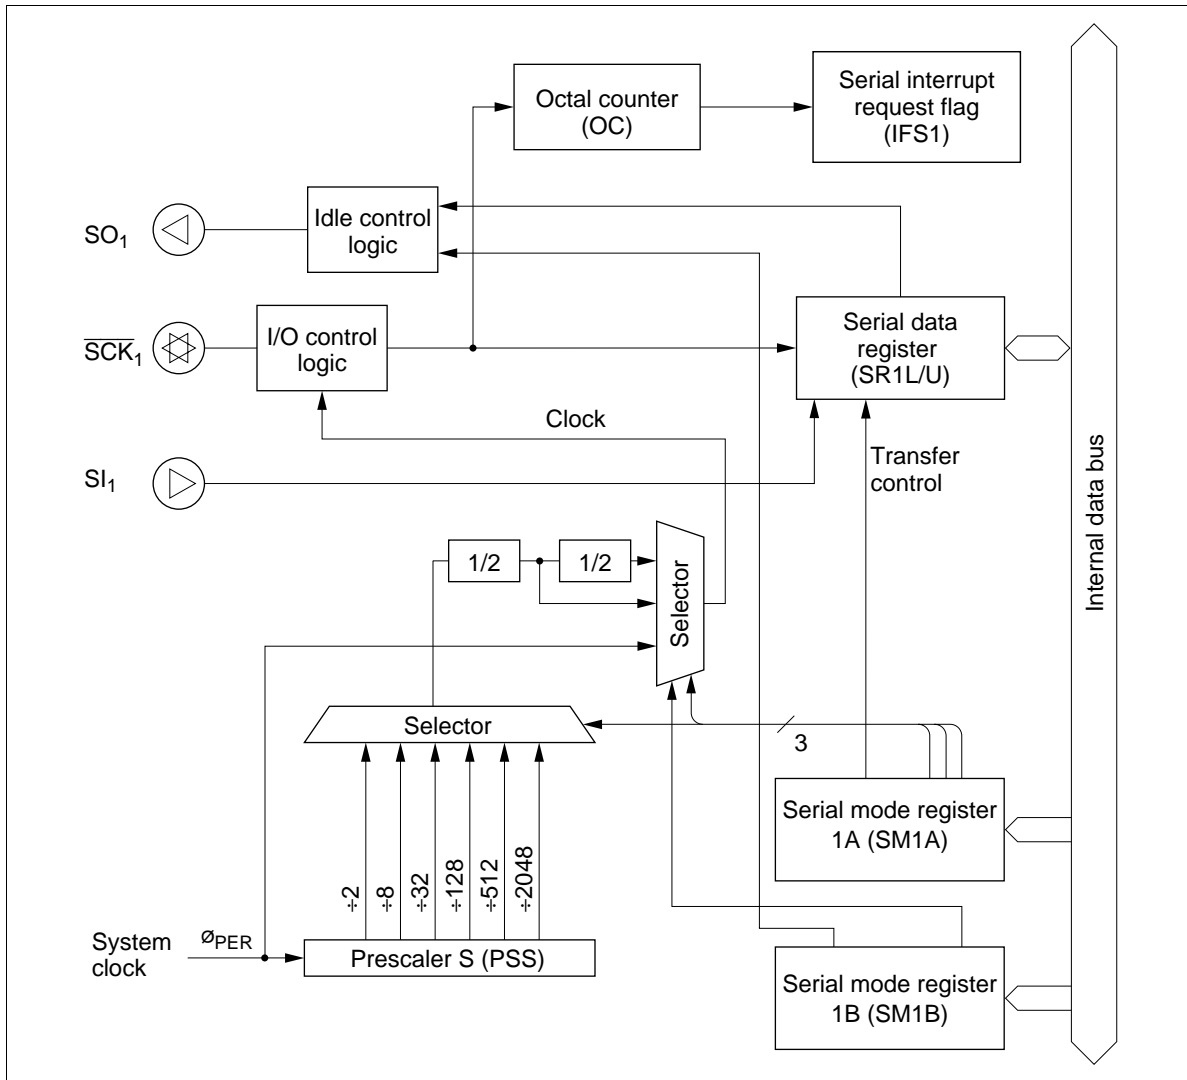 Octal counter
(OC)
Serial interrupt
request flag
(IFS1)
SO1
Idle control
logic
SCK1
I/O control
logic
Serial data
register
(SR1L/U)
Clock
SI1
Transfer
control
Internal data bus
1/2
1/2
Selector
Selector
3
Serial mode register
1A (SM1A)
÷2
÷8
÷32
÷128
÷512
÷2048
System
clock
øPER
Prescaler S (PSS)
Serial mode register
1B (SM1B)